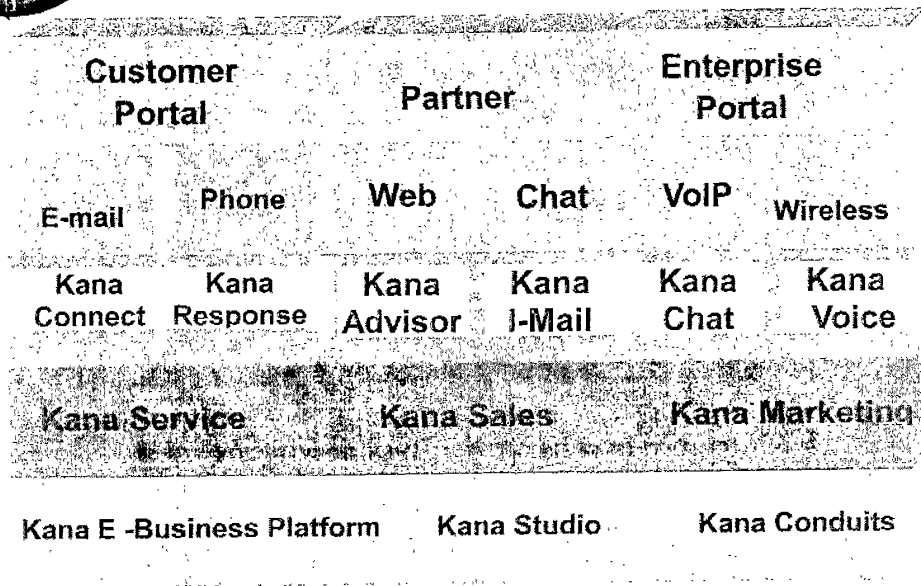 Customer Portal
Partner
Enterprise Portal
E-mail
Phone
Web
Chat
VoIP
Wireless
Kana Connect
Kana Response
Kana Advisor
Kana I-Mail
Kana Chat
Kana Voice
Kana Service
Kana Sales
Kana Marketing
Kana E -Business Platform
Kana Studio
Kana Conduits